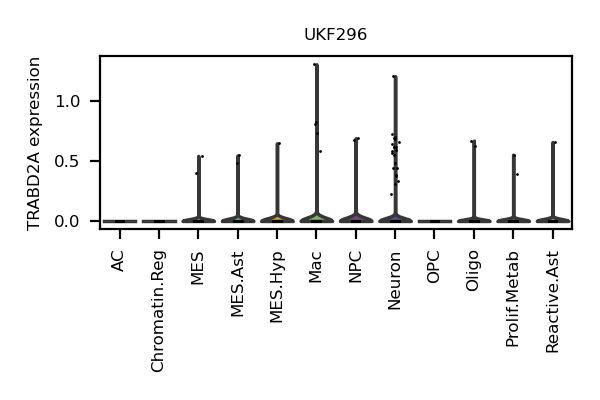 UKF296
TRABD2A expression
1.0
0.5
0.0
AC
Chromatin.Reg
MES
MES.Ast
MES.Hyp
Mac
NPC
Neuron
OPC
Oligo
Prolif.Metab
Reactive.Ast